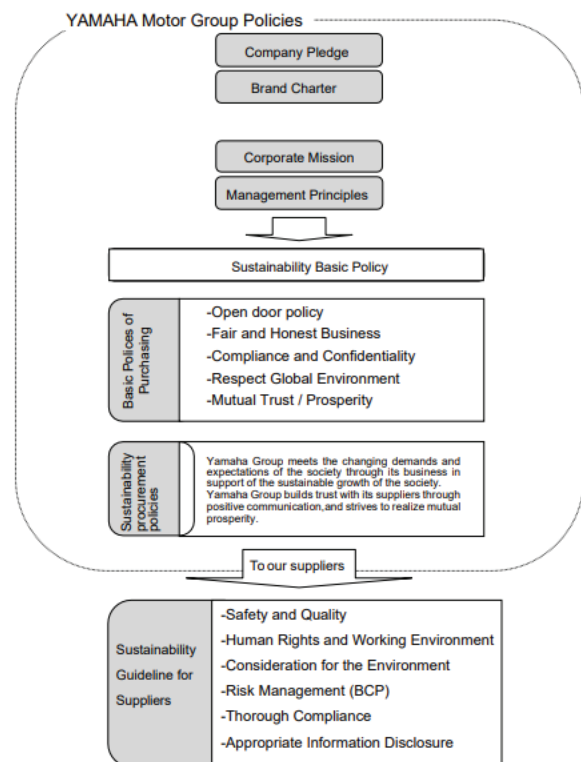 YAMAHA Motor Group Policies
Company Pledge
Brand Charter
Corporate Mission
Management Principles
Sustainability Basic Policy
Basic Polices of
Purchasing
-Open door policy
-Fair and Honest Business
-Compliance and Confidentiality
-Respect Global Environment
-Mutual Trust / Prosperity
Sustainability
procurement
policies
Yamaha Group meets the changing demands and
expectations of the society through its business in
support of the sustainable growth of the society.
Yamaha Group builds trust with its suppliers through
positive communication,and strives to realize mutual
prosperity.
To our suppliers
Sustainability
Guideline for
Suppliers
-Safety and Quality
-Human Rights and Working Environment
-Consideration for the Environment
-Risk Management (BCP)
-Thorough Compliance
-Appropriate Information Disclosure